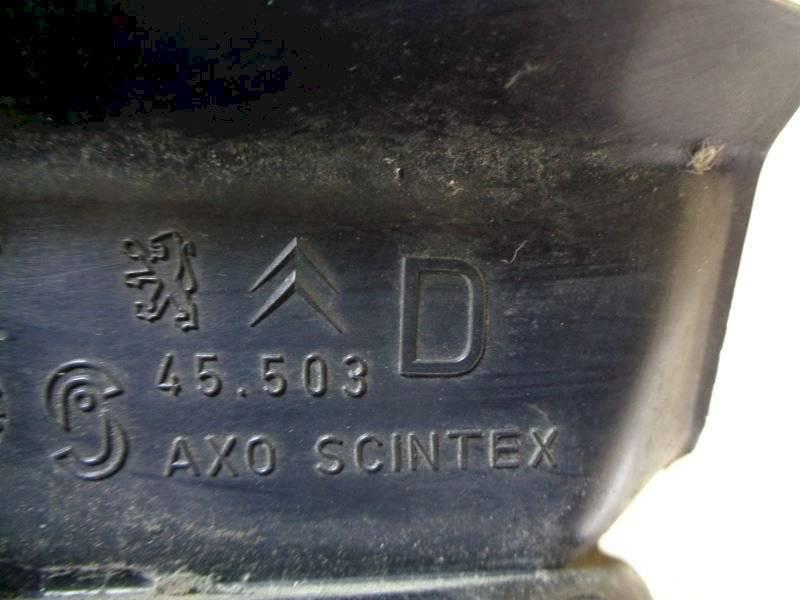 D
45.503
AXO SCINTEX